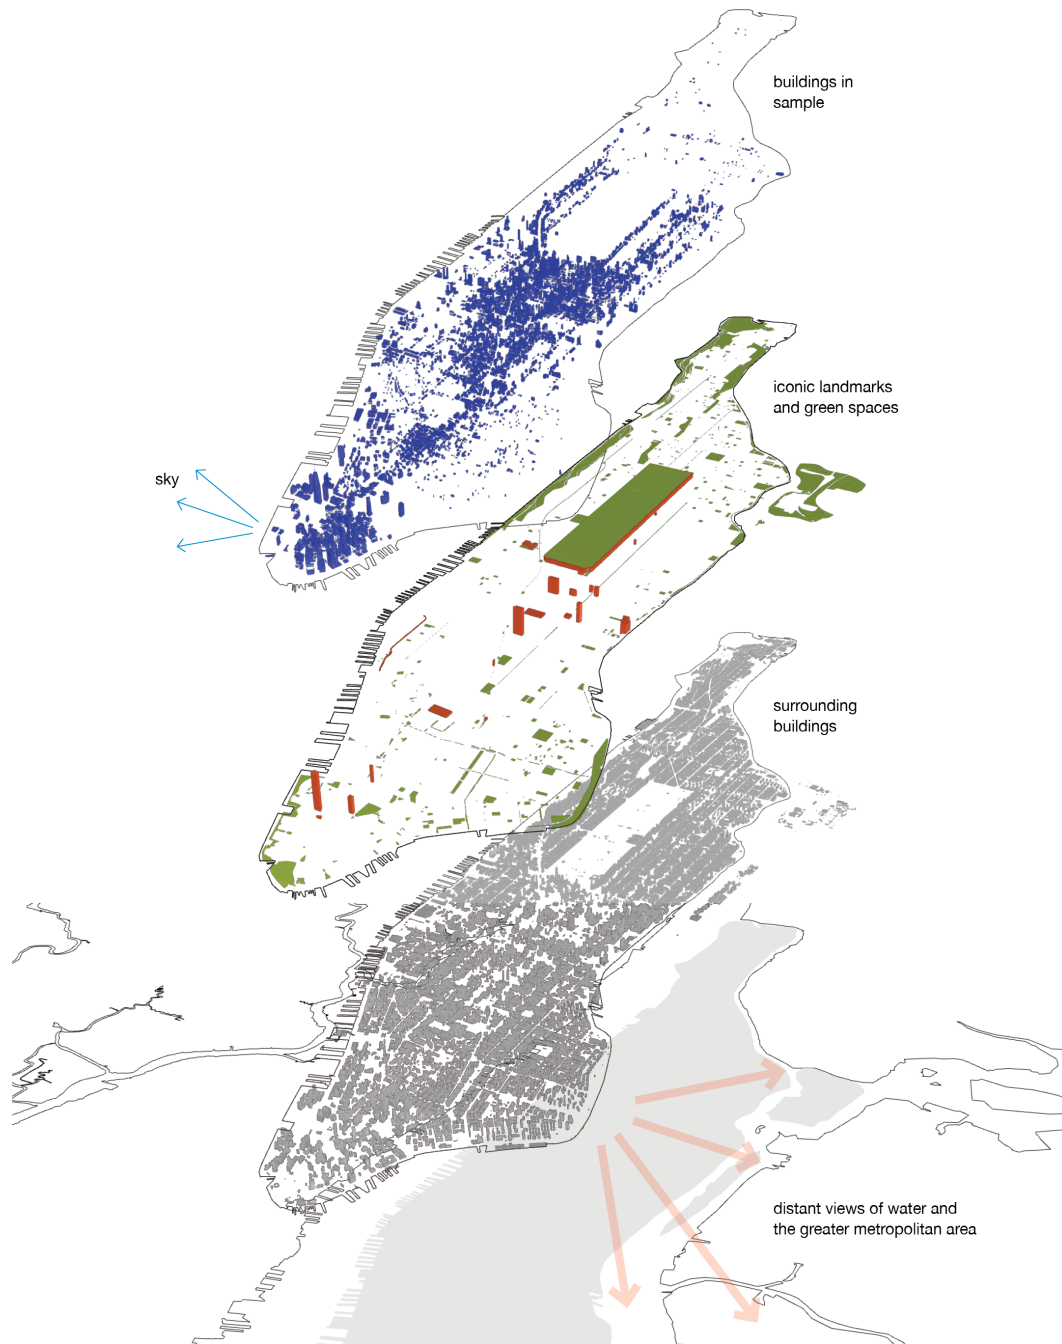 buildings in
sample
iconic landmarks
and green spaces
sky
surrounding
buildings
distant views of water and
the greater metropolitan area